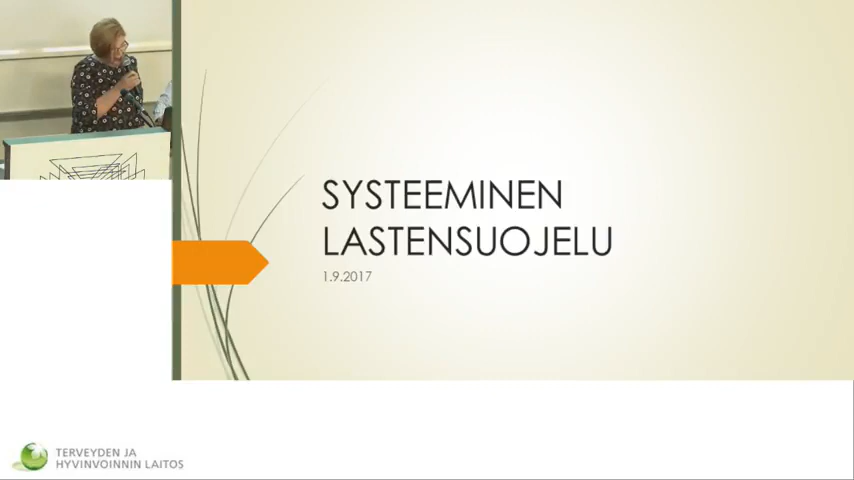 SYSTEEMINEN
LASTENSUOJELU
1.9.2017
TERVEYDEN JA
HYVINVOINNIN LAITOS